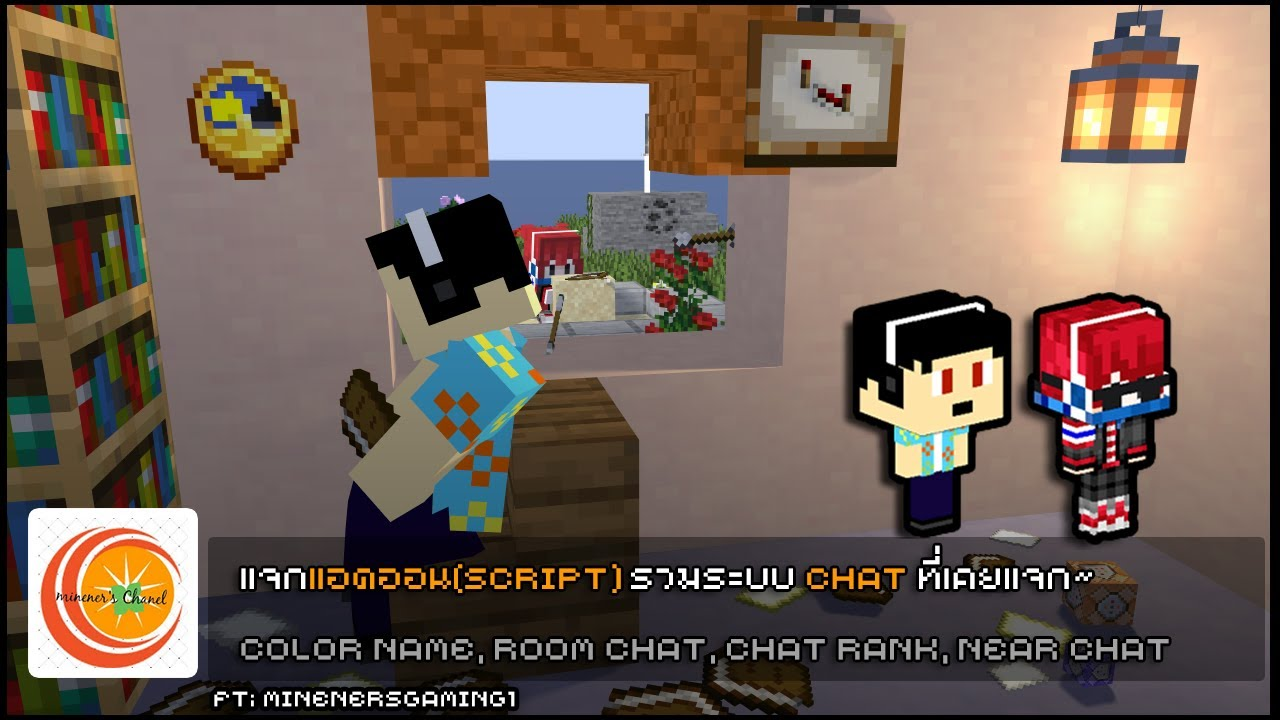 minener's Chanel
แจกแอดออน(SCRIPT) รวมระบบ CHAT ที่เคยแจก~
COLOR NAME, ROOM CHAT, CHAT RANK, NEAR CHAT
FT: MINENERSGAMING1